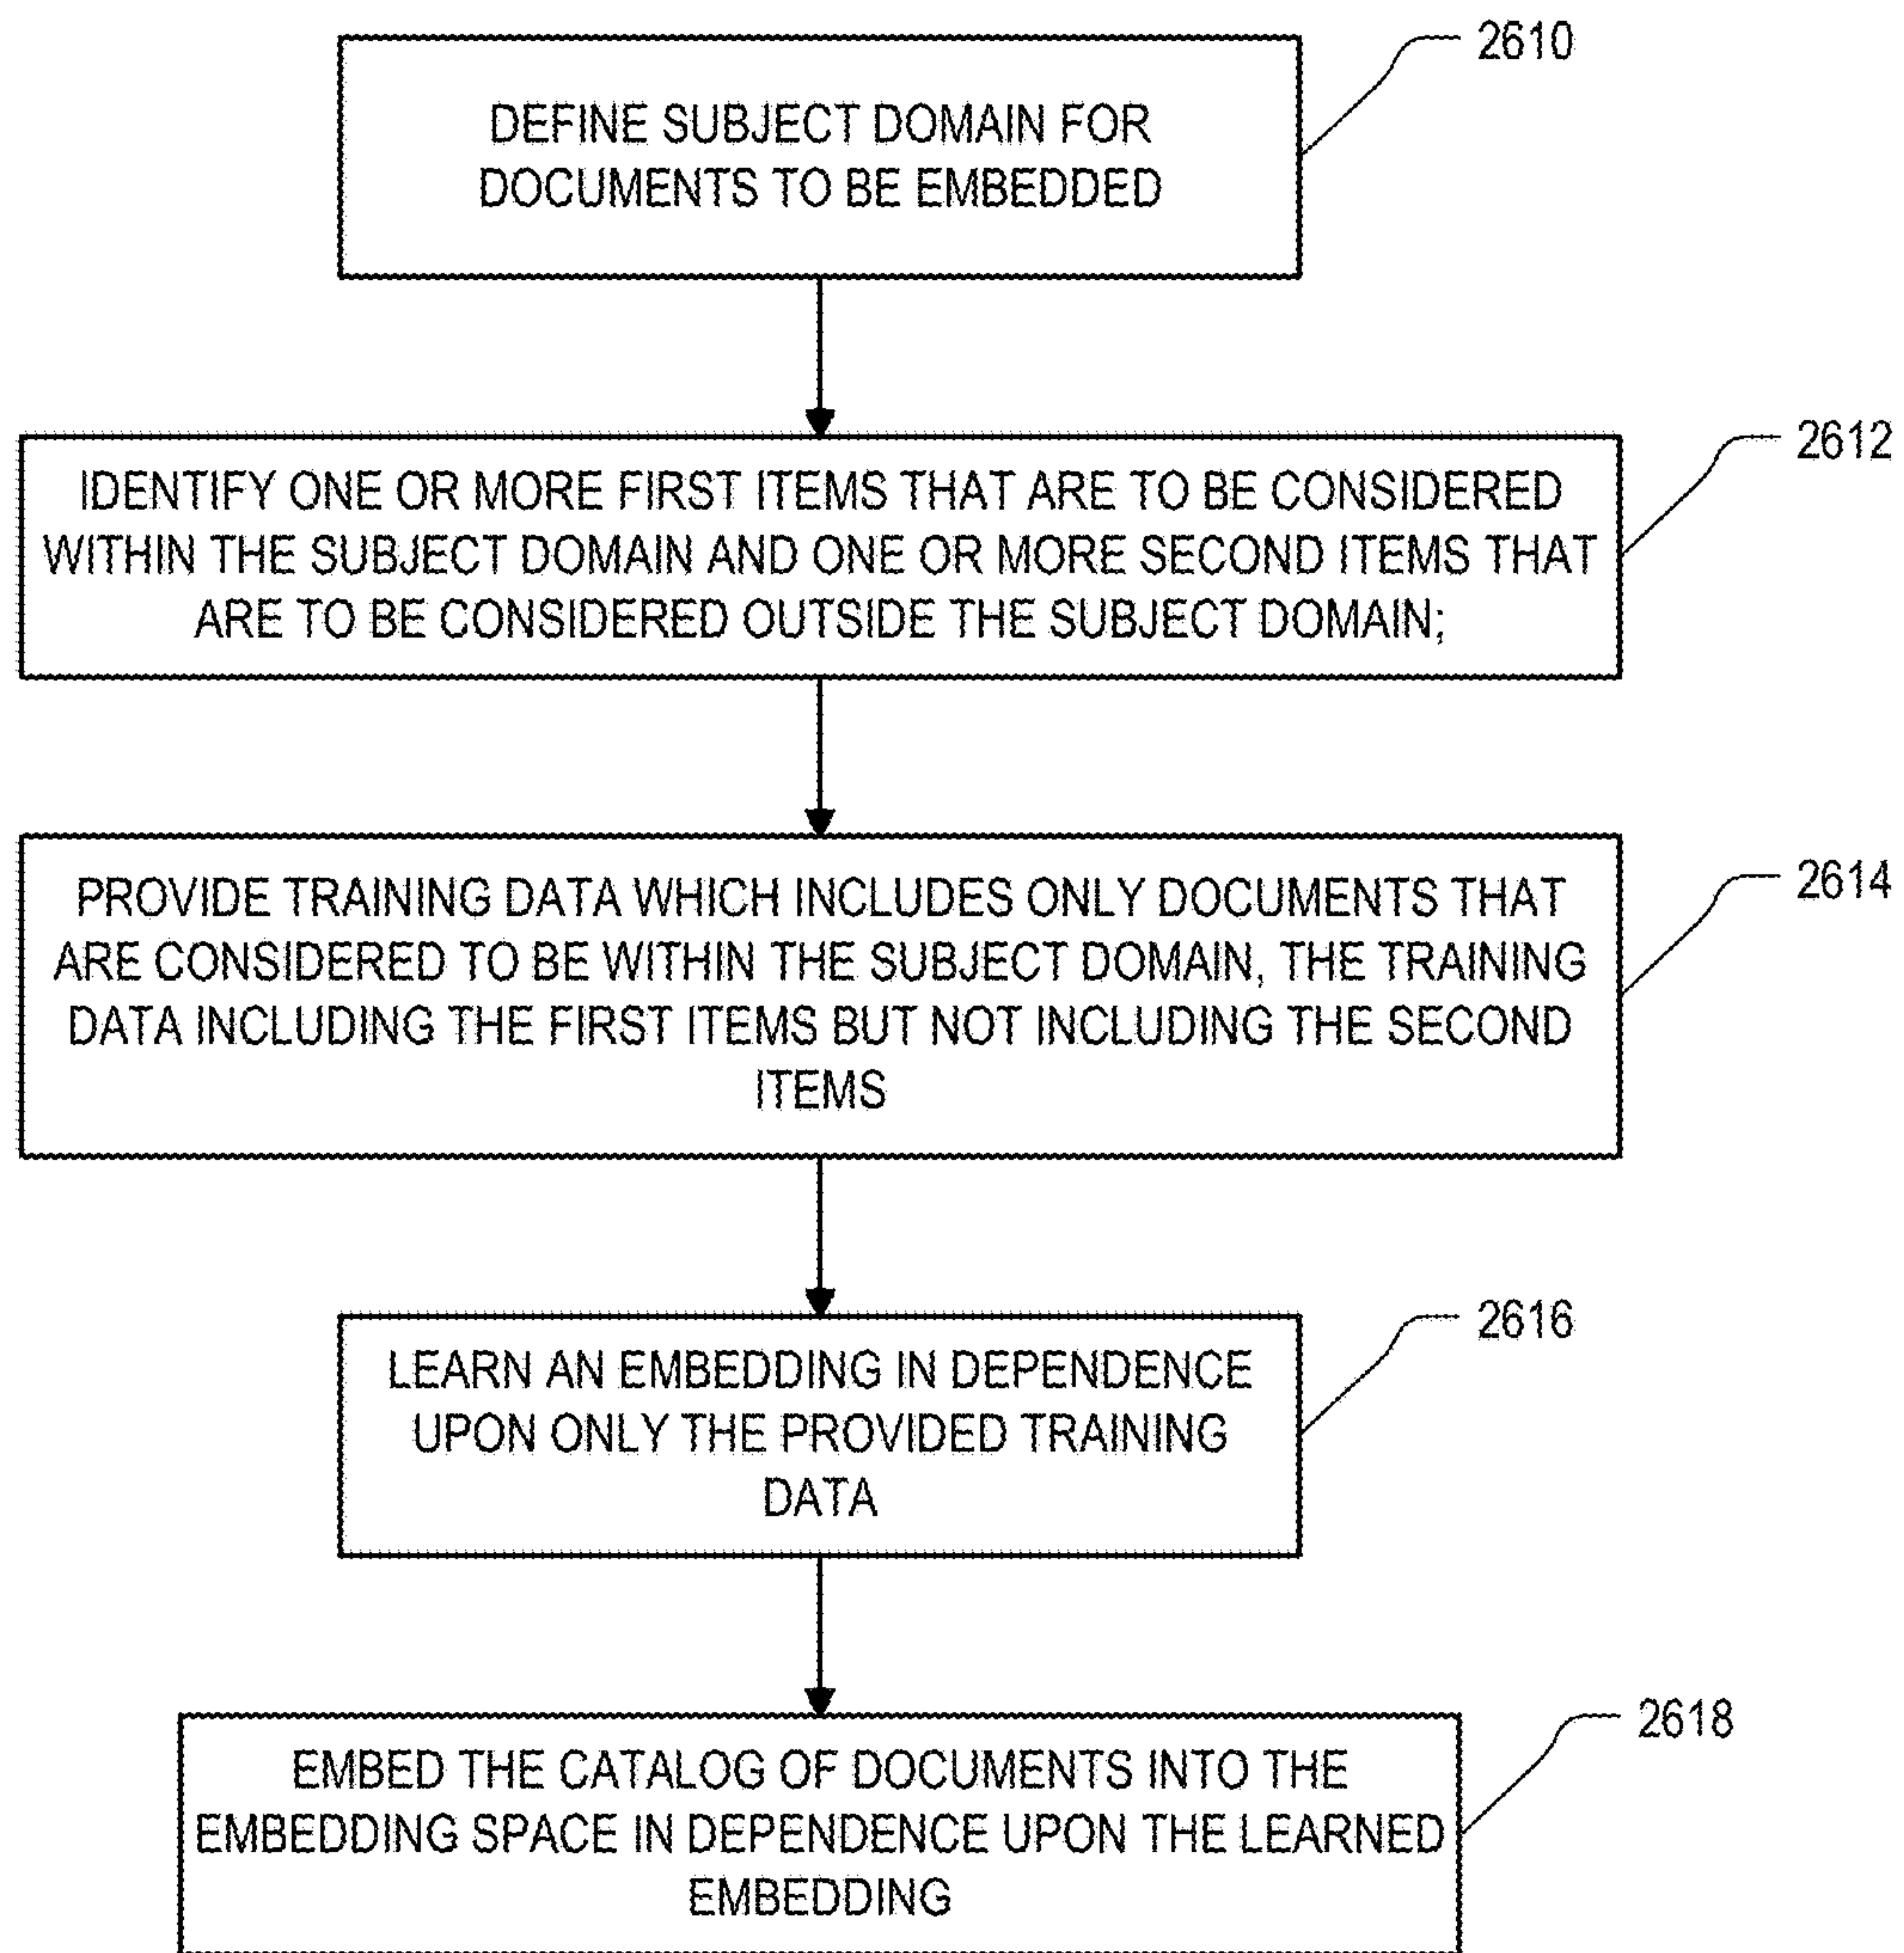 2610
DEFINE SUBJECT DOMAIN FOR
DOCUMENTS TO BE EMBEDDED
2612
IDENTIFY ONE OR MORE FIRST ITEMS THAT ARE TO BE CONSIDERED
WITHIN THE SUBJECT DOMAIN AND ONE OR MORE SECOND ITEMS THAT
ARE TO BE CONSIDERED OUTSIDE THE SUBJECT DOMAIN;
2614
PROVIDE TRAINING DATA WHICH INCLUDES ONLY DOCUMENTS THAT
ARE CONSIDERED TO BE WITHIN THE SUBJECT DOMAIN, THE TRAINING
DATA INCLUDING THE FIRST ITEMS BUT NOT INCLUDING THE SECOND
ITEMS
2616
LEARN AN EMBEDDING IN DEPENDENCE
UPON ONLY THE PROVIDED TRAINING
DATA
2618
EMBED THE CATALOG OF DOCUMENTS INTO THE
EMBEDDING SPACE IN DEPENDENCE UPON THE LEARNED
EMBEDDING